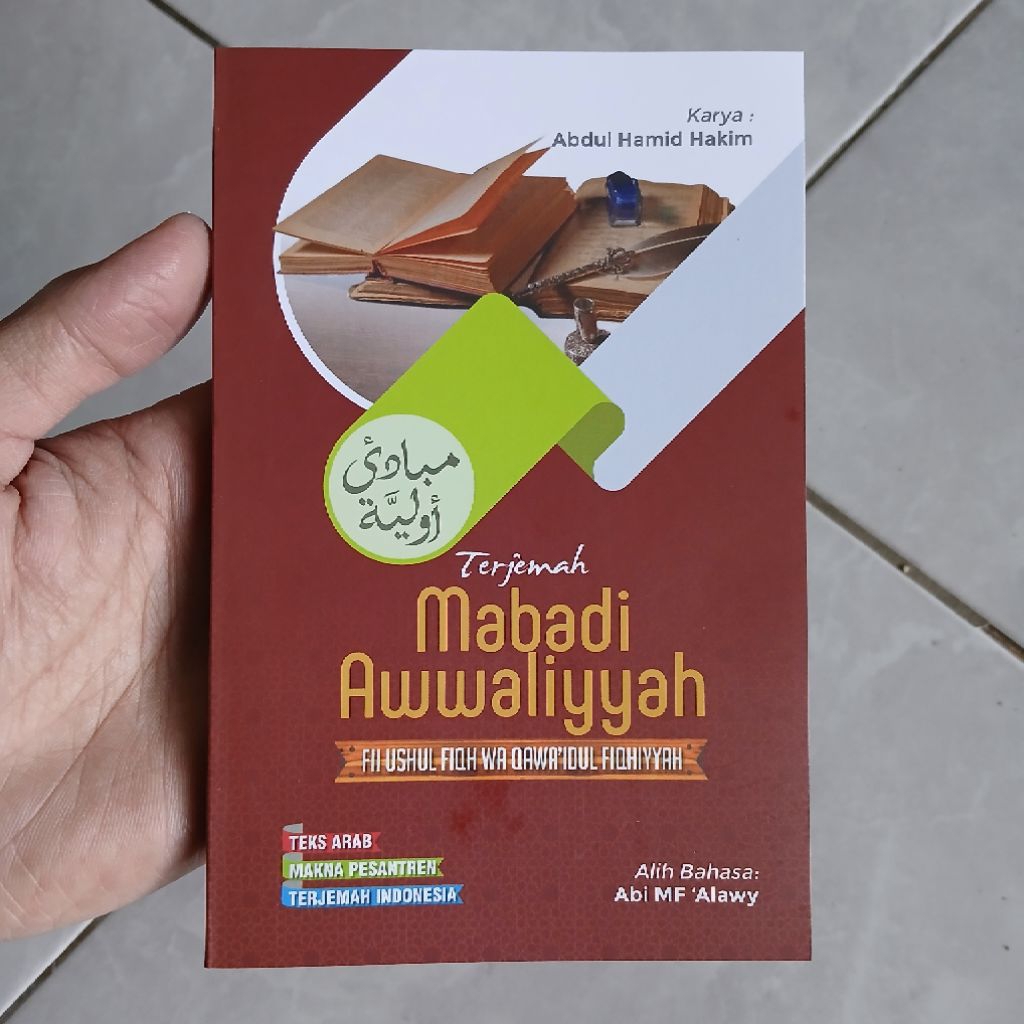 Karya :
Abdul Hamid Hakim
مبادئ
أوليَّة
Terjemah
Mabadi
Awwaliyyah
FII USHUL FIQH WA QAWA'IDUL FIQHIYYAH
TEKS ARAB
MAKNA PESANTREN
TERJEMAH INDONESIA
Alih Bahasa:
Abi MF 'Alawy